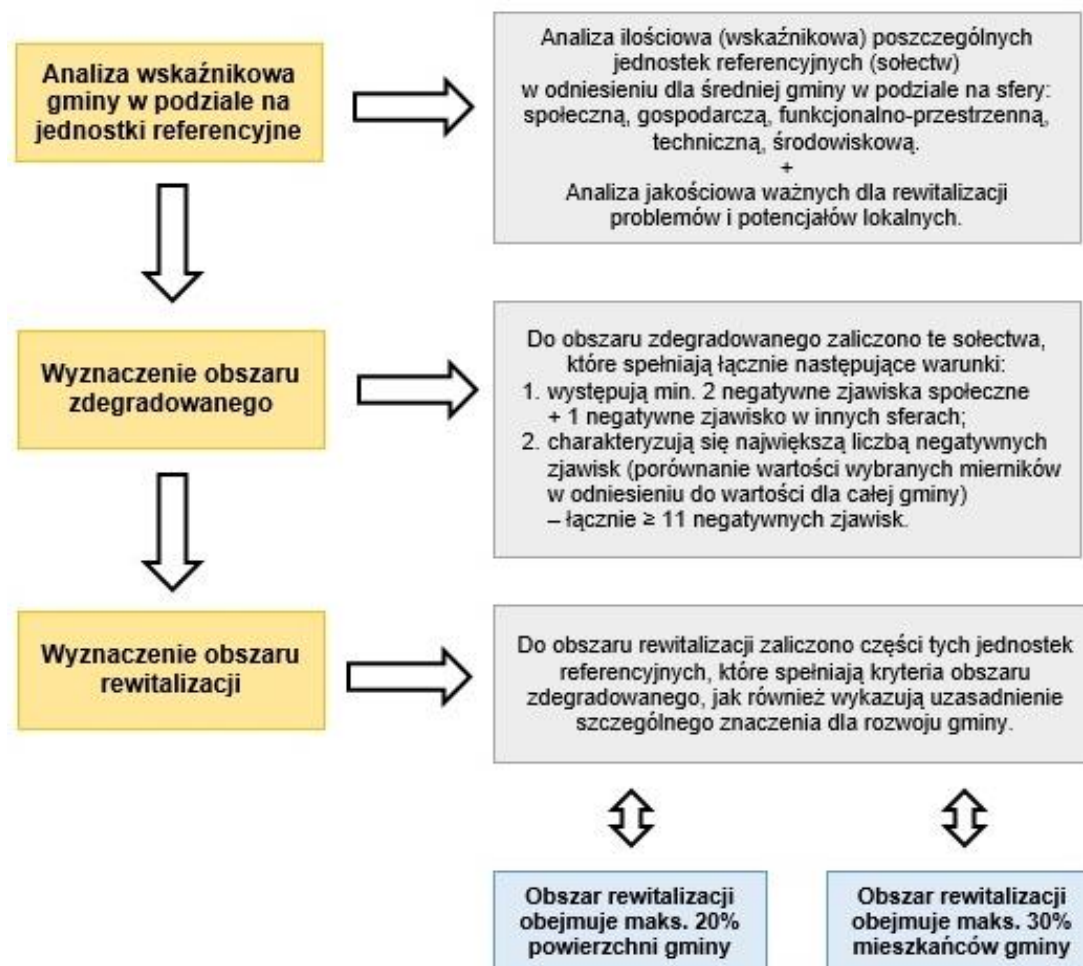 Analiza wskaźnikowa
gminy w podziale na
jednostki referencyjne
Analiza ilościowa (wskaźnikowa) poszczególnych
jednostek referencyjnych (sołectw)
w odniesieniu dla średniej gminy w podziale na sfery:
społeczną, gospodarczą, funkcjonalno-przestrzenną,
techniczną, środowiskową.
+
Analiza jakościowa ważnych dla rewitalizacji
problemów i potencjałów lokalnych.
Wyznaczenie obszaru
zdegradowanego
Do obszaru zdegradowanego zaliczono te sołectwa,
które spełniają łącznie następujące warunki:
1. występują min. 2 negatywne zjawiska społeczne
+ 1 negatywne zjawisko w innych sferach;
2. charakteryzują się największą liczbą negatywnych
zjawisk (porównanie wartości wybranych mierników
w odniesieniu do wartości dla całej gminy)
– łącznie ≥ 11 negatywnych zjawisk.
Wyznaczenie obszaru
rewitalizacji
Do obszaru rewitalizacji zaliczono części tych jednostek
referencyjnych, które spełniają kryteria obszaru
zdegradowanego, jak również wykazują uzasadnienie
szczególnego znaczenia dla rozwoju gminy.
Obszar rewitalizacji
obejmuje maks. 20%
powierzchni gminy
Obszar rewitalizacji
obejmuje maks. 30%
mieszkańców gminy